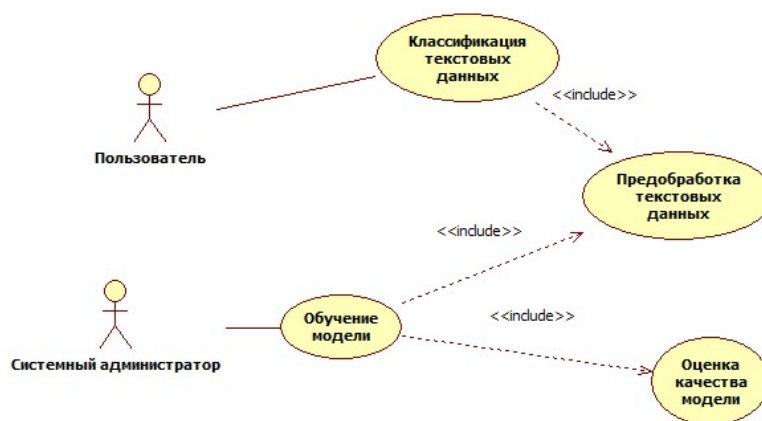 Классификация
текстовых
данных
<<include>>
Пользователь
Предобработка
текстовых
данных
<<include>>
Обучение
модели
<<include>>
Системный администратор
Оценка
качества
модели